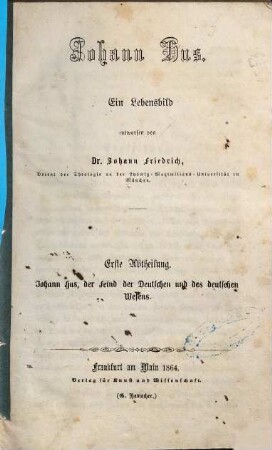 Johann Hus.
Ein Lebensbild
entworfen von
Dr. Johann Friedrich,
Docent der Theologie an der Ludwig-Maximilians-Universität in
München.
Erste Abtheilung.
Johann Hus, der Feind der Deutschen und des deutschen
Wesens.
Frankfurt am Main 1864.
Verlag für Kunst und Wissenschaft.
(G. Hamacher.)